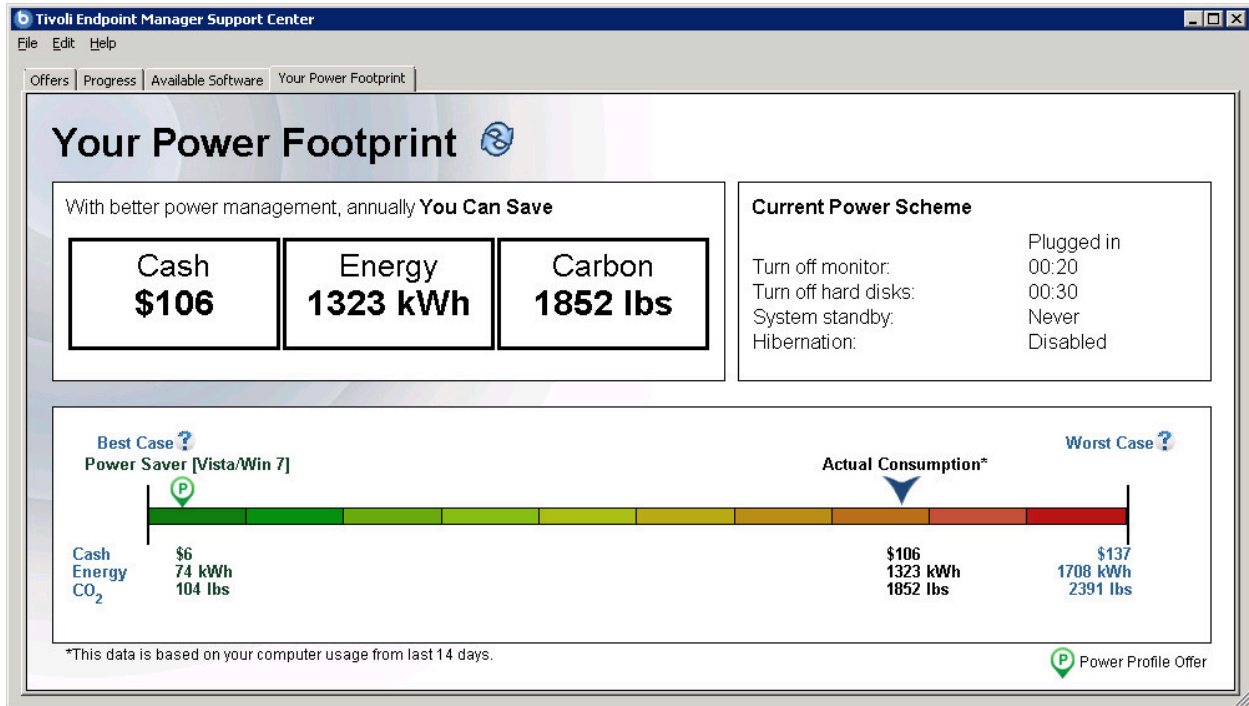 Tivoli Endpoint Manager Support Center
File Edit Help
Offers Progress Available Software Your Power Footprint
Your Power Footprint
With better power management, annually You Can Save
Cash Energy Carbon
$106 1323 kWh 1852 lbs
Current Power Scheme
Plugged in
Turn off monitor: 00:20
Turn off hard disks: 00:30
System standby: Never
Hibernation: Disabled
Best Case ? Worst Case ?
Power Saver [Vista/Win 7] Actual Consumption*
P
Cash $6 $106 $137
Energy 74 kWh 1323 kWh 1708 kWh
CO2 104 lbs 1852 lbs 2391 lbs
*This data is based on your computer usage from last 14 days.
P Power Profile Offer